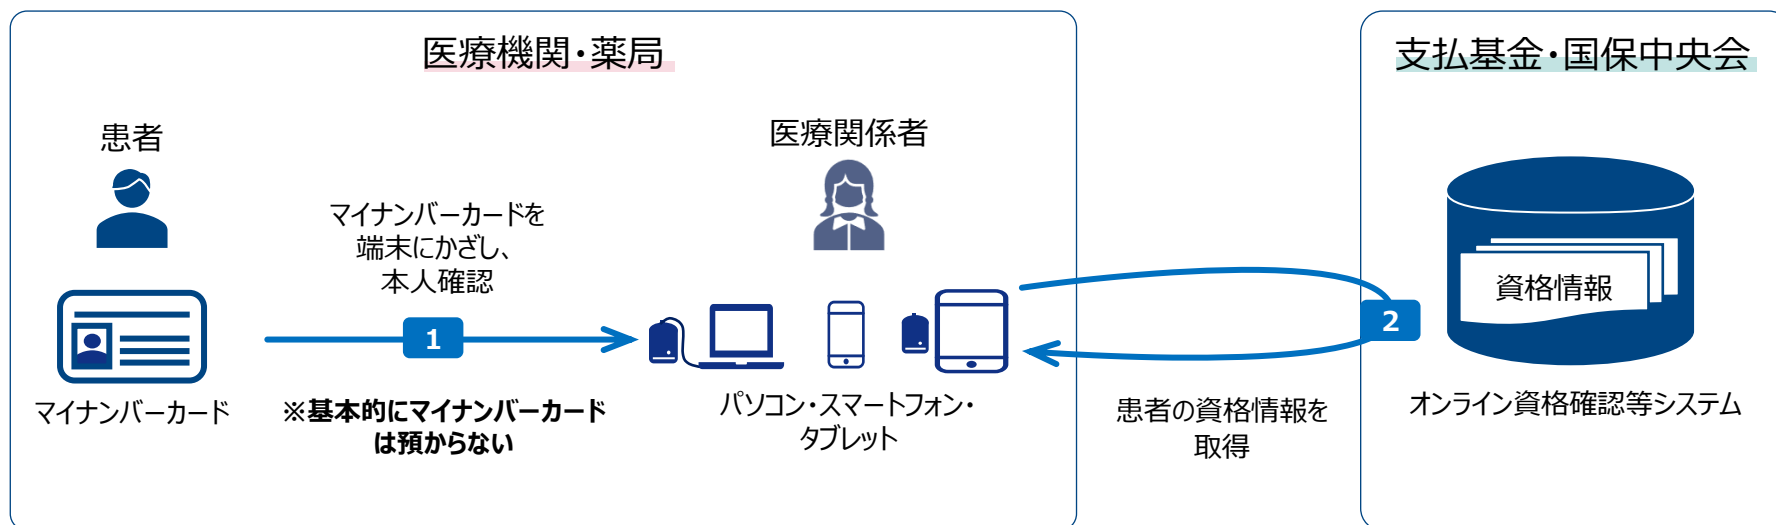 医療機関・薬局
患者
マイナンバーカード
マイナンバーカードを
端末にかざし、
本人確認
1
※基本的にマイナンバーカード
は預からない
医療関係者
パソコン・スマートフォン・
タブレット
2
患者の資格情報を
取得
支払基金・国保中央会
資格情報
オンライン資格確認等システム